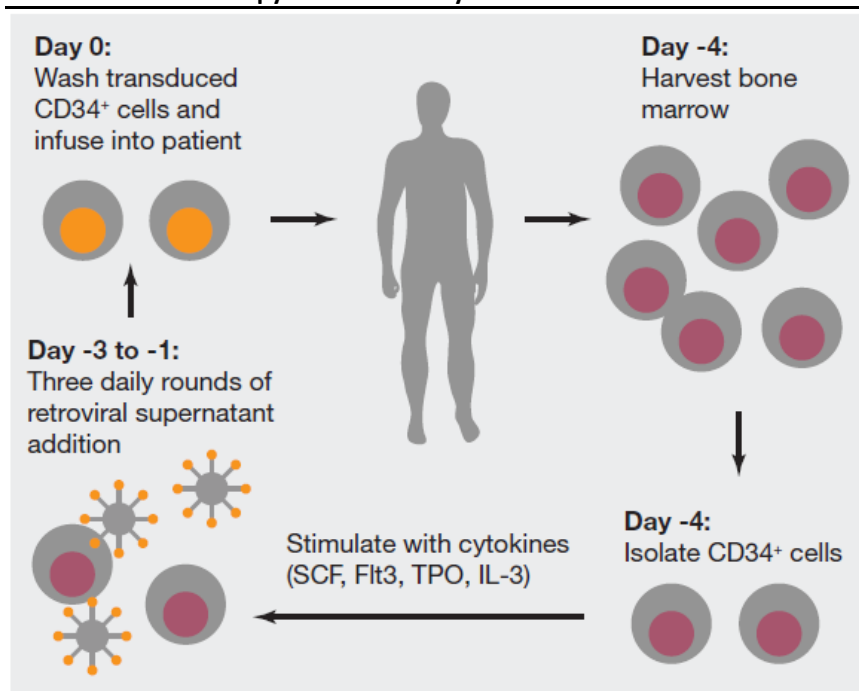 Day 0:
Wash transduced
CD34⁺ cells and
infuse into patient
Day -4:
Harvest bone
marrow
Day -3 to -1:
Three daily rounds of
retroviral supernatant
addition
Stimulate with cytokines
(SCF, Flt3, TPO, IL-3)
Day -4:
Isolate CD34⁺ cells